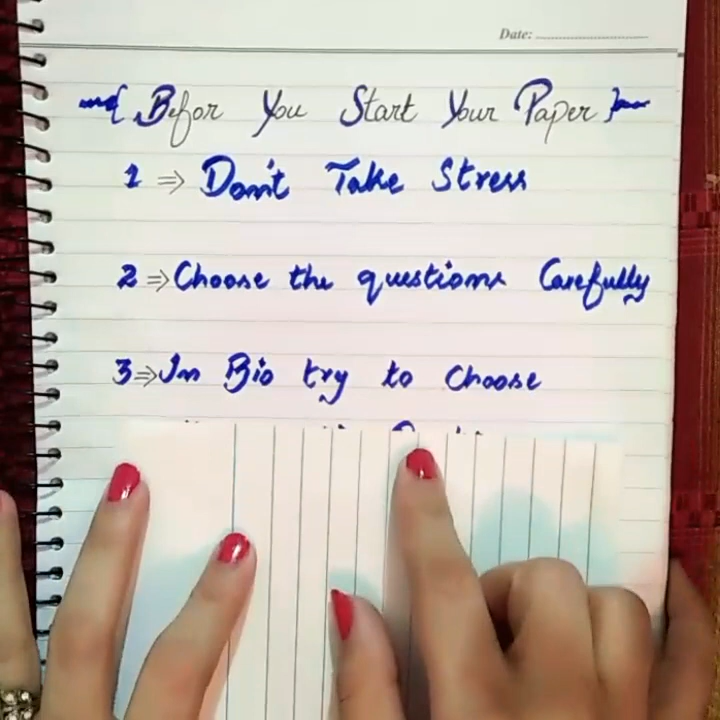 Date:
Befor You Start Your Paper
1 ⇒ Don't Take Stress
2 ⇒ Choose the questions Carefully
3 ⇒ In Bio try to Choose